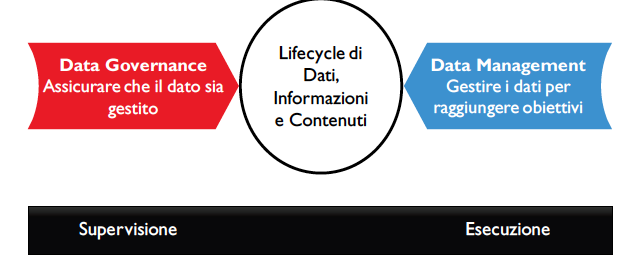 Data Governance
Assicurare che il dato sia
gestito
Lifecycle di
Dati,
Informazioni
e Contenuti
Data Management
Gestire i dati per
raggiungere obiettivi
Supervisione
Esecuzione